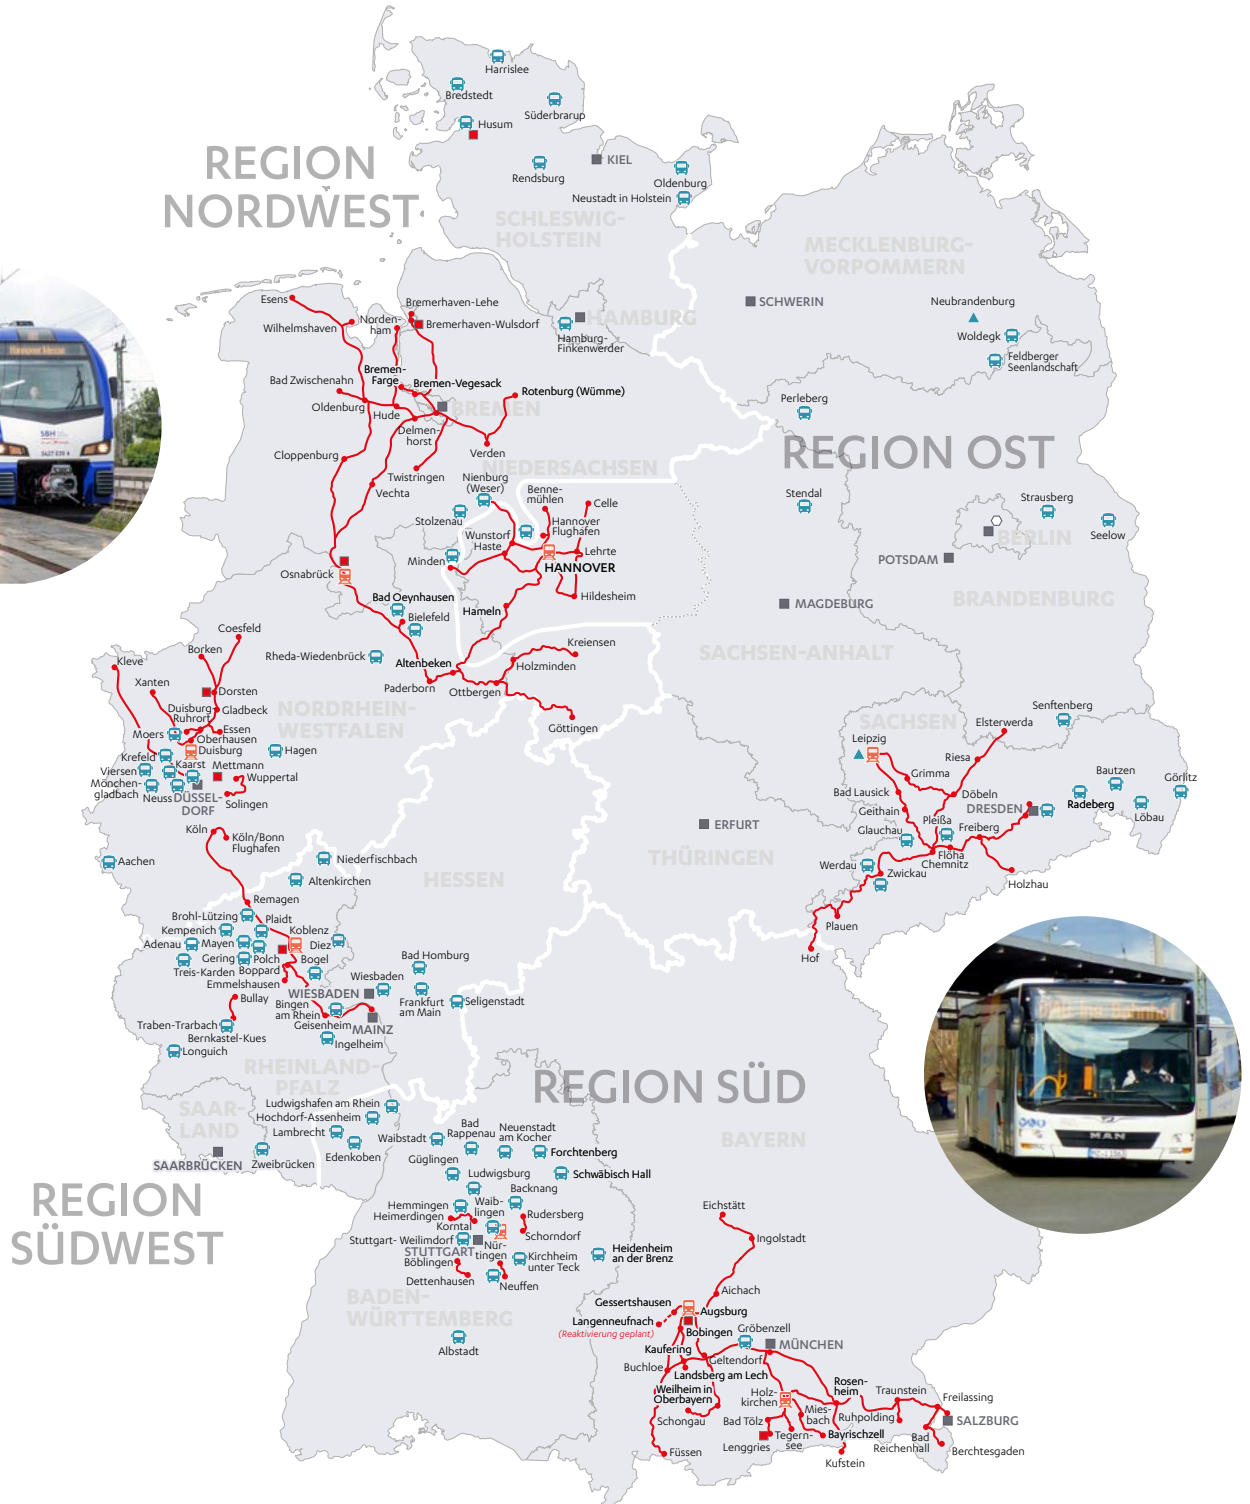 Harrislee
Bredstedt
Süderbrarup
Husum
REGION
NORDWEST
KIEL
Rendsburg
Oldenburg
Neustadt in Holstein
SCHLESWIG-
HOLSTEIN
MECKLENBURG-
VORPOMMERN
Esens
Bremerhaven-Lehe
SCHWERIN
Neubrandenburg
Wilhelmshaven
Norden-
ham
Bremerhaven-Wulsdorf
HAMBURG
Hamburg-
Finkenwerder
Woldegk
Feldberger
Seenlandschaft
Bad Zwischenahn
Bremen-
Farge
Bremen-Vegesack
Rotenburg (Wümme)
Perleberg
Oldenburg
Hude
BREMEN
Delmen-
horst
REGION OST
Cloppenburg
Verden
Twistringen
NIEDERSACHSEN
Vechta
Nienburg
(Weser)
Benne-
mühlen
Celle
Stendal
Strausberg
Stolzenau
Hannover
Flughafen
Seelow
Wunstorf
Haste
Lehrte
BERLIN
Minden
HANNOVER
POTSDAM
Osnabrück
Bad Oeynhausen
Hildesheim
BRANDENBURG
Bielefeld
Hameln
MAGDEBURG
Coesfeld
Borken
Kreiensen
SACHSEN-ANHALT
Kleve
Rheda-Wiedenbrück
Altenbeken
Holzminden
Xanten
Dorsten
Paderborn
Ottbergen
Duisburg-
Ruhrort
Gladbeck
NORDRHEIN-
WESTFALEN
Göttingen
Senftenberg
SACHSEN
Elsterwerda
Moers
Essen
Oberhausen
Leipzig
Duisburg
Hagen
Krefeld
Kaarst
Mettmann
Riesa
Viersen
Wuppertal
Grimma
Bautzen
Görlitz
Mönchen-
gladbach
Neuss
DÜSSEL-
DORF
Solingen
Bad Lausick
Döbeln
DRESDEN
Radeberg
Löbau
Geithain
Pleißa
Köln
Köln/Bonn
Flughafen
ERFURT
Glauchau
Freiberg
Flöha
Chemnitz
Aachen
Niederfischbach
THÜRINGEN
Werdau
Zwickau
Holzhau
Altenkirchen
HESSEN
Remagen
Brohl-Lützing
Plaidt
Kempenich
Koblenz
Plauen
Adenau
Mayen
Diez
Gering
Polch
Bogel
Bad Homburg
Hof
Treis-Karden
Boppard
Emmelshausen
Wiesbaden
WIESBADEN
Bullay
Bingen
am Rhein
Frankfurt
am Main
Seligenstadt
Traben-Trarbach
Geisenheim
MAINZ
Bernkastel-Kues
Ingelheim
Longuich
RHEINLAND-
PFALZ
REGION SÜD
SAAR-
LAND
Ludwigshafen am Rhein
Hochdorf-Assenheim
Lambrecht
Waibstadt
Bad
Rappenau
Neuenstadt
am Kocher
BAYERN
Edenkoben
Güglingen
Forchtenberg
SAARBRÜCKEN
Zweibrücken
Ludwigsburg
Schwäbisch Hall
REGION
SÜDWEST
Backnang
Hemmingen
Waib-
lingen
Heimerdingen
Rudersberg
Eichstätt
Korntal
Schorndorf
Stuttgart- Weilimdorf
Ingolstadt
STUTTGART
Nür-
tingen
Heidenheim
an der Brenz
Böblingen
Kirchheim
unter Teck
Dettenhausen
Neuffen
Aichach
BADEN-
WÜRTTEMBERG
Gessertshausen
Augsburg
Langenneufnach
(Reaktivierung geplant)
Bobingen
Gröbenzell
Albstadt
Kaufering
MÜNCHEN
Buchloe
Geltendorf
Landsberg am Lech
Weilheim in
Oberbayern
Holz-
kirchen
Rosen-
heim
Traunstein
Freilassing
Schongau
Bad Tölz
Mies-
bach
Ruhpolding
SALZBURG
Füssen
Lenggries
Tegern-
see
Bayrischzell
Bad
Reichenhall
Berchtesgaden
Kufstein
SBH
MAN